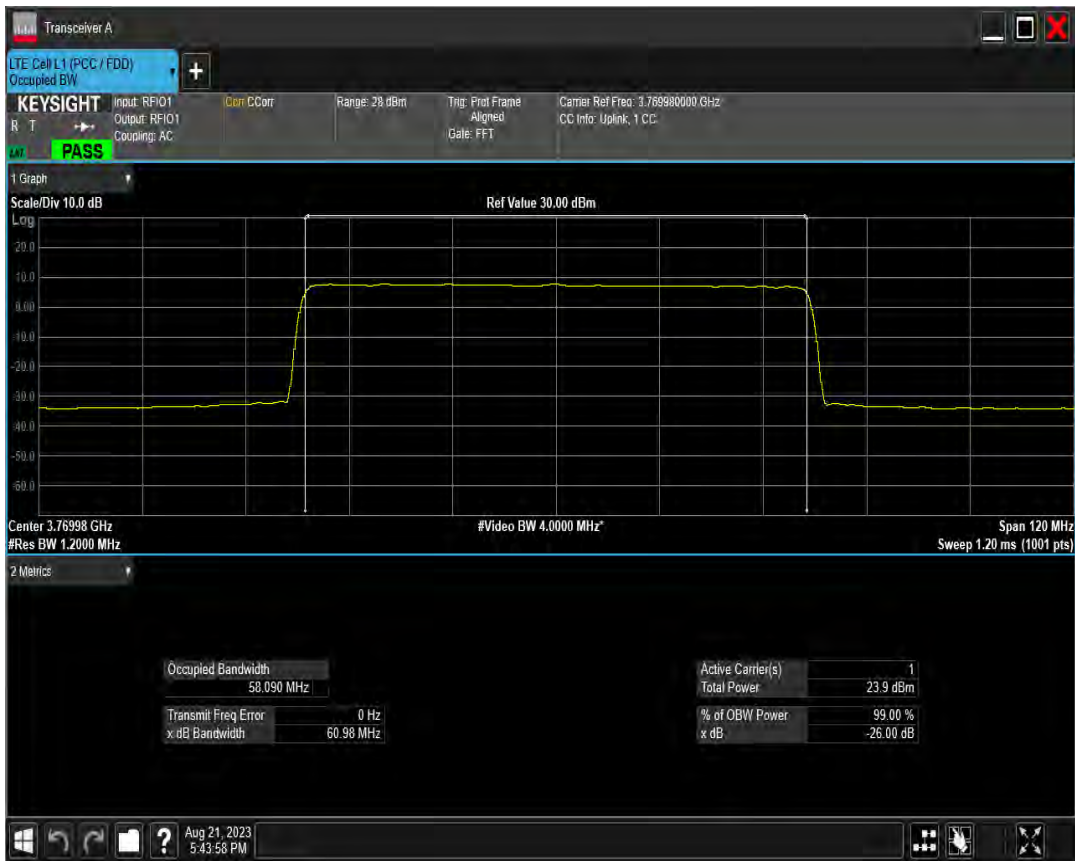 Transceiver A
LTE Cell L1 (PCC / FDD)
Occupied BW
+
KEYSIGHT
R T
LXI
PASS
Input: RFIO1
Output: RFIO1
Coupling: AC
Corr CCorr
Range: 28 dBm
Trig: Prot Frame
Aligned
Gate: FFT
Carrier Ref Freq: 3.769980000 GHz
CC Info: Uplink, 1 CC
1 Graph
Scale/Div 10.0 dB
Ref Value 30.00 dBm
Log
20.0
10.0
0.00
-10.0
-20.0
-30.0
-40.0
-50.0
-60.0
Center 3.76998 GHz
#Video BW 4.0000 MHz*
Span 120 MHz
#Res BW 1.2000 MHz
Sweep 1.20 ms (1001 pts)
2 Metrics
Occupied Bandwidth
58.090 MHz
Transmit Freq Error 0 Hz
x dB Bandwidth 60.98 MHz
Active Carrier(s) 1
Total Power 23.9 dBm
% of OBW Power 99.00 %
x dB -26.00 dB
?
Aug 21, 2023
5:43:58 PM